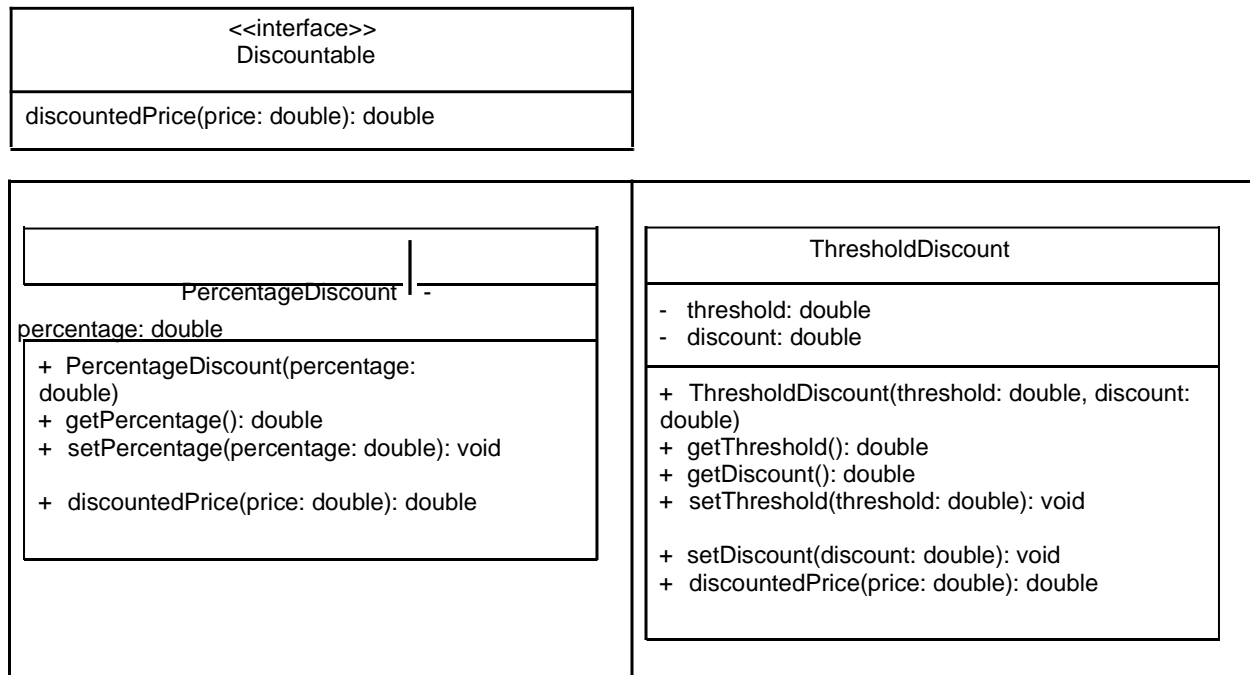 <<interface>>
Discountable
discountedPrice(price: double): double
PercentageDiscount -
percentage: double
+ PercentageDiscount(percentage:
double)
+ getPercentage(): double
+ setPercentage(percentage: double): void
+ discountedPrice(price: double): double
ThresholdDiscount
- threshold: double
- discount: double
+ ThresholdDiscount(threshold: double, discount:
double)
+ getThreshold(): double
+ getDiscount(): double
+ setThreshold(threshold: double): void
+ setDiscount(discount: double): void
+ discountedPrice(price: double): double